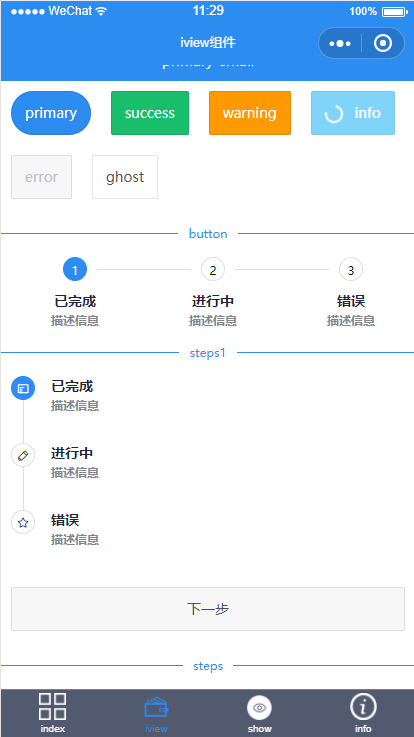 WeChat 11:29 100%
iview组件
primary small
primary success warning info
error ghost
button
1 2 3
已完成 进行中 错误
描述信息 描述信息 描述信息
steps1
已完成
描述信息
进行中
描述信息
错误
描述信息
下一步
steps
index iview show info